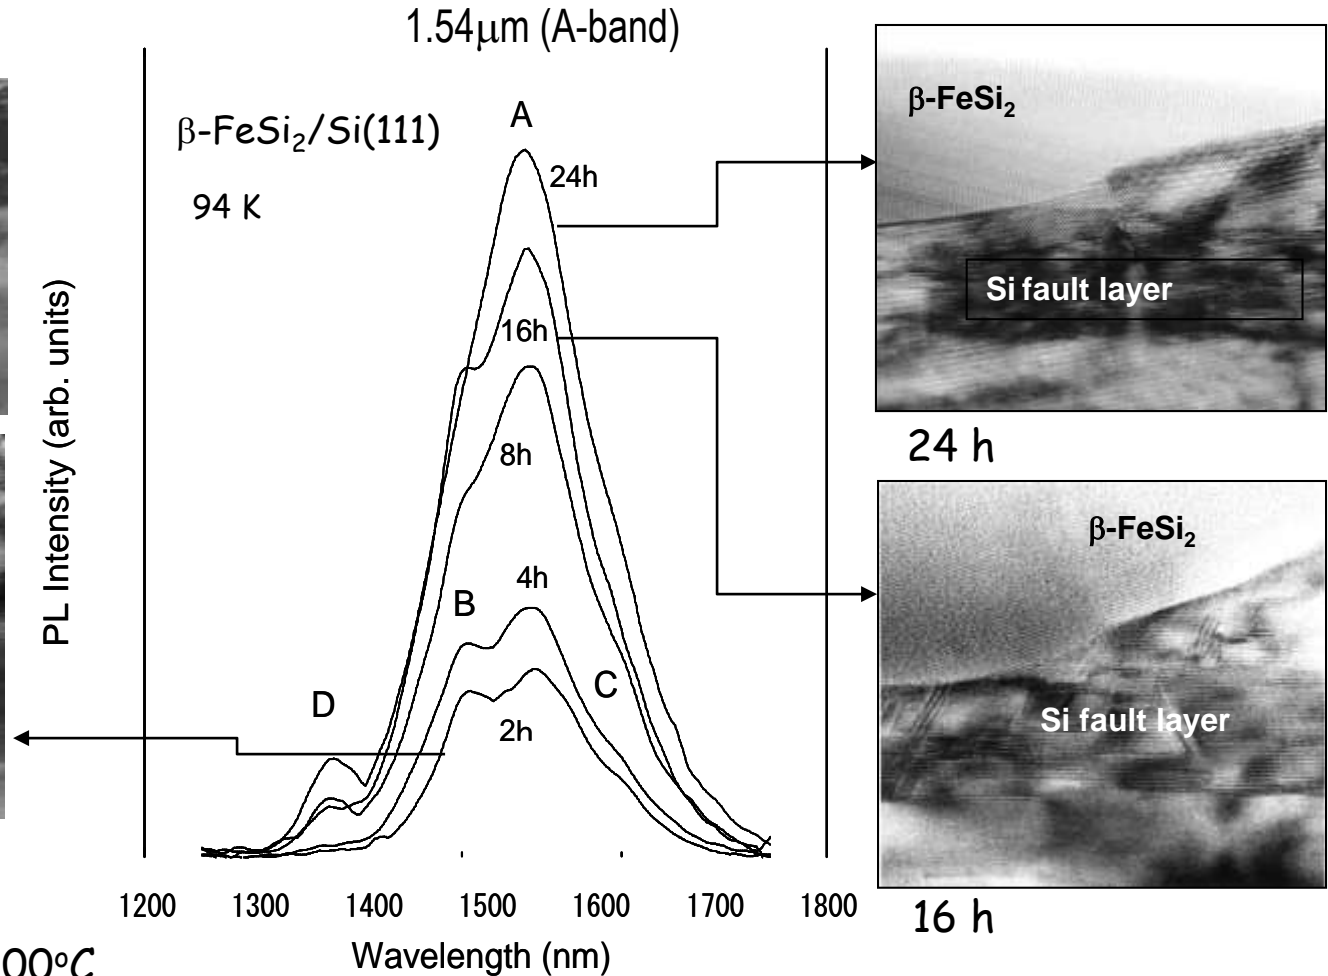 1.54μm (A-band)
β-FeSi₂/Si(111)
94 K
A
24h
16h
8h
4h
B
C
D
2h
PL Intensity (arb. units)
1200 1300 1400 1500 1600 1700 1800
Wavelength (nm)
00°C
β-FeSi₂
Si fault layer
24 h
β-FeSi₂
Si fault layer
16 h